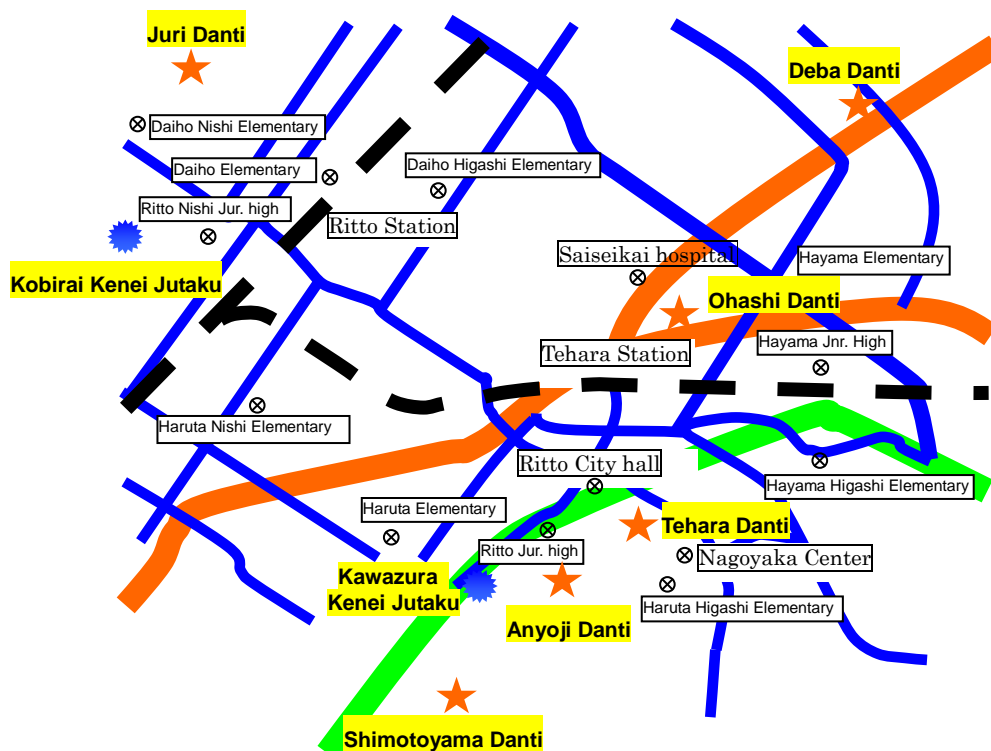 Juri Danti
Deba Danti
Daiho Nishi Elementary
Daiho Elementary
Daiho Higashi Elementary
Ritto Nishi Jur. high
Ritto Station
Saiseikai hospital
Hayama Elementary
Kobirai Kenei Jutaku
Ohashi Danti
Tehara Station
Hayama Jnr. High
Haruta Nishi Elementary
Ritto City hall
Hayama Higashi Elementary
Haruta Elementary
Tehara Danti
Ritto Jur. high
Nagoyaka Center
Kawazura
Kenei Jutaku
Haruta Higashi Elementary
Anyoji Danti
Shimotoyama Danti